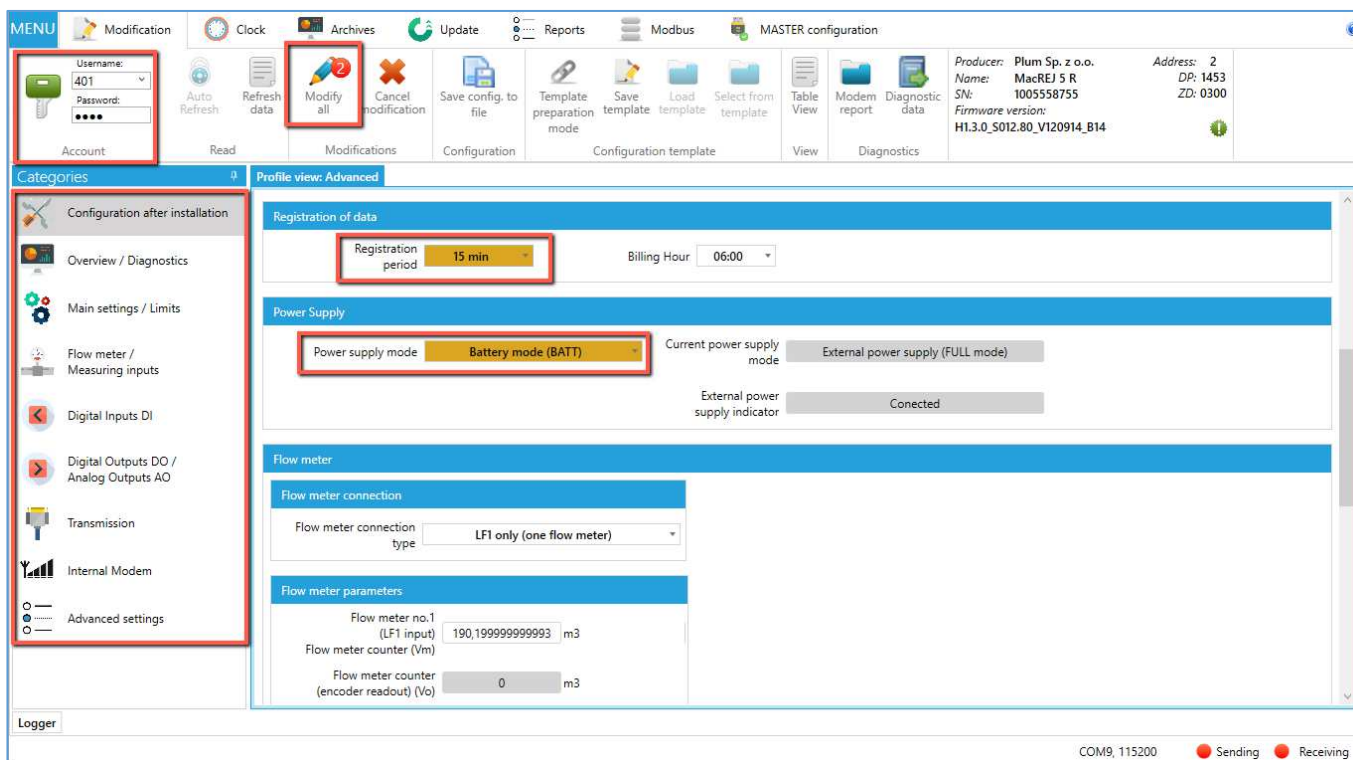 MENU
Modification
Clock
Archives
Update
Reports
Modbus
MASTER configuration
Username:
401
Password:
••••
Account
Auto
Refresh
Refresh
data
Read
2
Modify
all
Cancel
modification
Modifications
Save config. to
file
Configuration
Template
preparation
mode
Save
template
Load
template
Select from
template
Configuration template
Table
View
View
Modem
report
Diagnostic
data
Diagnostics
Producer: Plum Sp. z o.o.
Name: MacREJ 5 R
SN: 1005558755
Firmware version:
H1.3.0_S012.80_V120914_B14
Address: 2
DP: 1453
ZD: 0300
Categories
Configuration after installation
Overview / Diagnostics
Main settings / Limits
Flow meter /
Measuring inputs
Digital Inputs DI
Digital Outputs DO /
Analog Outputs AO
Transmission
Internal Modem
Advanced settings
Profile view: Advanced
Registration of data
Registration
period
15 min
Billing Hour
06:00
Power Supply
Power supply mode
Battery mode (BATT)
Current power supply
mode
External power supply (FULL mode)
External power
supply indicator
Conected
Flow meter
Flow meter connection
Flow meter connection
type
LF1 only (one flow meter)
Flow meter parameters
Flow meter no.1
(LF1 input)
Flow meter counter (Vm)
190,199999999993 m3
Flow meter counter
(encoder readout) (Vo)
0 m3
Logger
COM9, 115200
Sending
Receiving